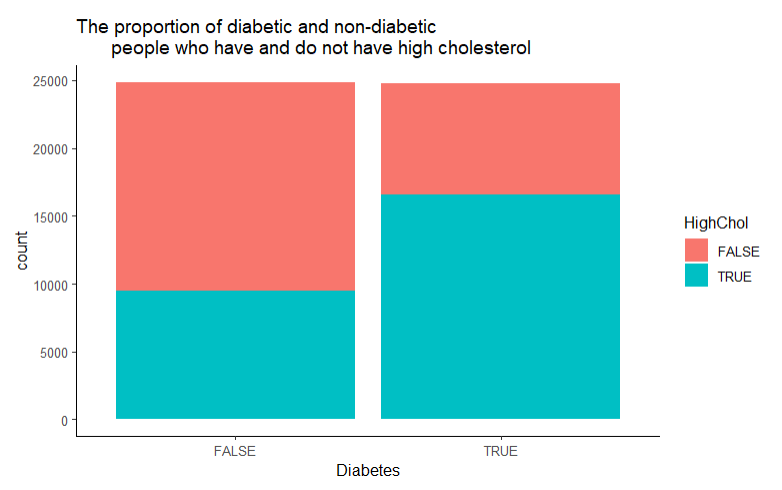 The proportion of diabetic and non-diabetic
people who have and do not have high cholesterol
25000
20000
15000
10000
5000
0
count
FALSE
TRUE
Diabetes
HighChol
FALSE
TRUE